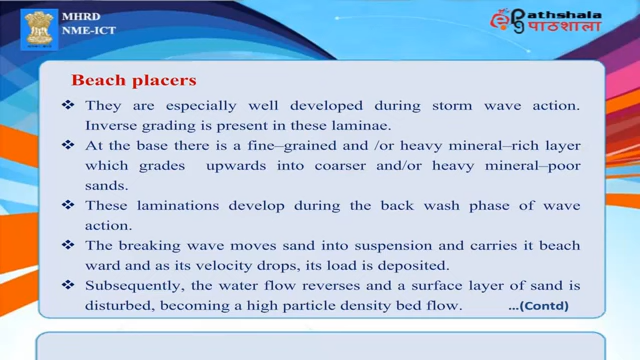 MHRD
NME-ICT
Pathshala
पाठशाला
Beach placers
They are especially well developed during storm wave action.
Inverse grading is present in these laminae.
At the base there is a fine–grained and /or heavy mineral–rich layer
which grades upwards into coarser and/or heavy mineral–poor
sands.
These laminations develop during the back wash phase of wave
action.
The breaking wave moves sand into suspension and carries it beach
ward and as its velocity drops, its load is deposited.
Subsequently, the water flow reverses and a surface layer of sand is
disturbed, becoming a high particle density bed flow. ...(Contd)